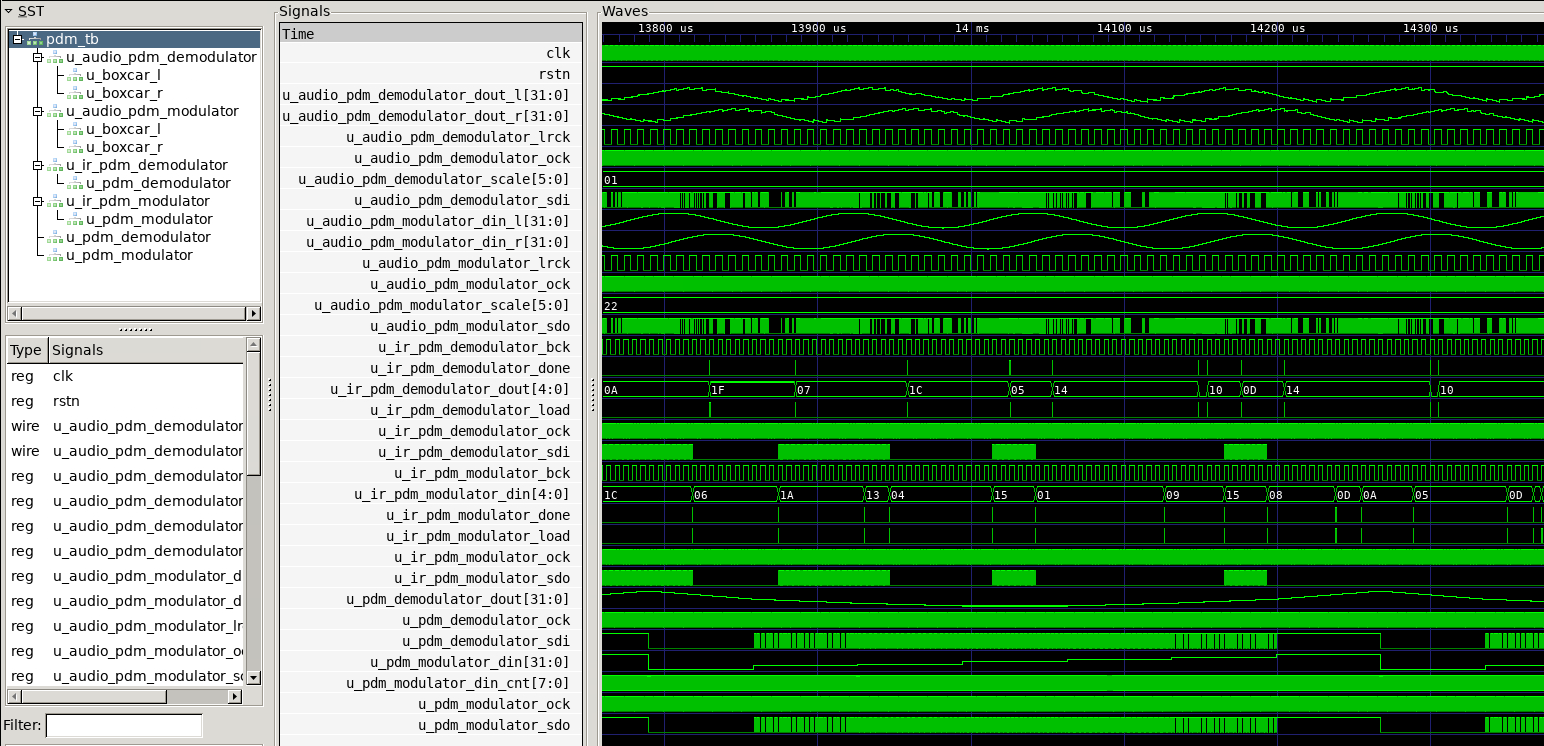 SST
pdm_tb
u_audio_pdm_demodulator
u_boxcar_l
u_boxcar_r
u_audio_pdm_modulator
u_boxcar_l
u_boxcar_r
u_ir_pdm_demodulator
u_pdm_demodulator
u_ir_pdm_modulator
u_pdm_modulator
u_pdm_demodulator
u_pdm_modulator
Type Signals
reg clk
reg rstn
wire u_audio_pdm_demodulator
wire u_audio_pdm_demodulator
reg u_audio_pdm_demodulator
reg u_audio_pdm_demodulator
reg u_audio_pdm_demodulator
reg u_audio_pdm_demodulator
reg u_audio_pdm_modulator_d
reg u_audio_pdm_modulator_d
reg u_audio_pdm_modulator_lr
reg u_audio_pdm_modulator_o
reg u_audio_pdm_modulator_s
Filter:
Signals
Time
clk
rstn
u_audio_pdm_demodulator_dout_l[31:0]
u_audio_pdm_demodulator_dout_r[31:0]
u_audio_pdm_demodulator_lrck
u_audio_pdm_demodulator_ock
u_audio_pdm_demodulator_scale[5:0]
u_audio_pdm_demodulator_sdi
u_audio_pdm_modulator_din_l[31:0]
u_audio_pdm_modulator_din_r[31:0]
u_audio_pdm_modulator_lrck
u_audio_pdm_modulator_ock
u_audio_pdm_modulator_scale[5:0]
u_audio_pdm_modulator_sdo
u_ir_pdm_demodulator_bck
u_ir_pdm_demodulator_done
u_ir_pdm_demodulator_dout[4:0]
u_ir_pdm_demodulator_load
u_ir_pdm_demodulator_ock
u_ir_pdm_demodulator_sdi
u_ir_pdm_modulator_bck
u_ir_pdm_modulator_din[4:0]
u_ir_pdm_modulator_done
u_ir_pdm_modulator_load
u_ir_pdm_modulator_ock
u_ir_pdm_modulator_sdo
u_pdm_demodulator_dout[31:0]
u_pdm_demodulator_ock
u_pdm_demodulator_sdi
u_pdm_modulator_din[31:0]
u_pdm_modulator_din_cnt[7:0]
u_pdm_modulator_ock
u_pdm_modulator_sdo
Waves
13800 us 13900 us 14 ms 14100 us 14200 us 14300 us
01
22
0A 1F 07 1C 05 14 10 0D 14 10
1C 06 1A 13 04 15 01 09 15 08 0D 0A 05 0D